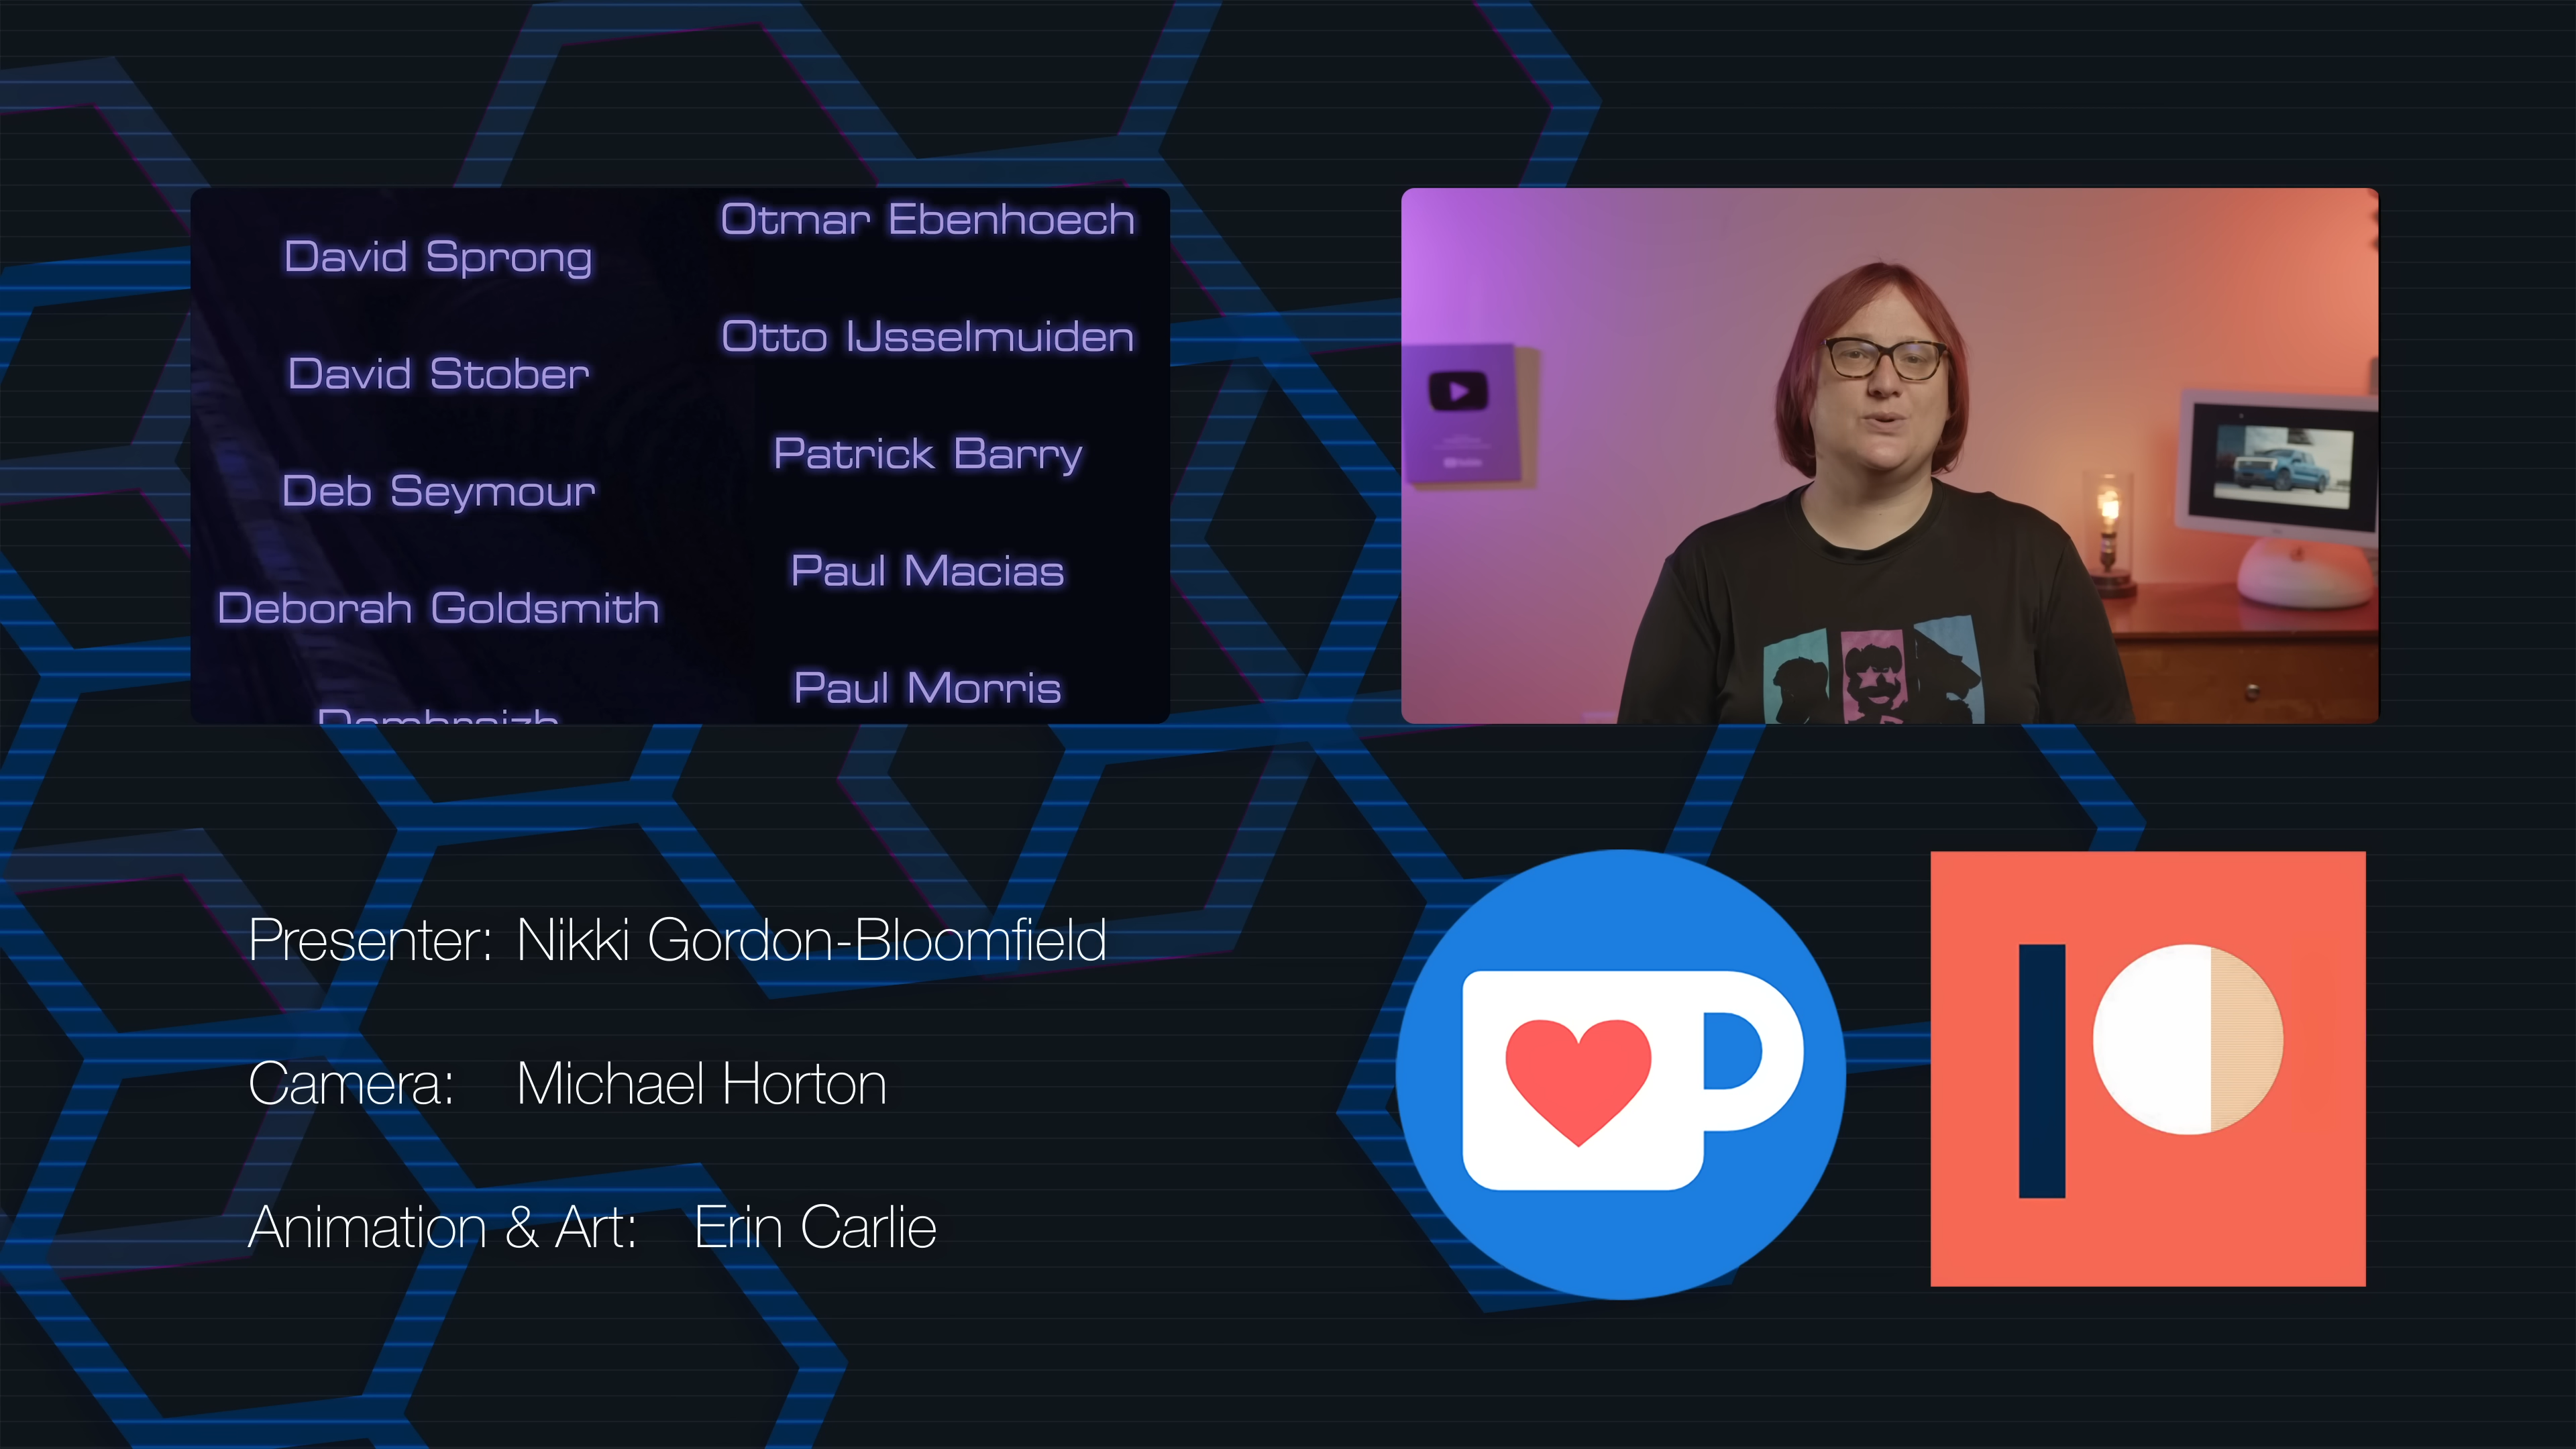 David Sprong
David Stober
Deb Seymour
Deborah Goldsmith
Otmar Ebenhoech
Otto IJsselmuiden
Patrick Barry
Paul Macias
Paul Morris
Presenter: Nikki Gordon-Bloomfield
Camera: Michael Horton
Animation & Art: Erin Carlie